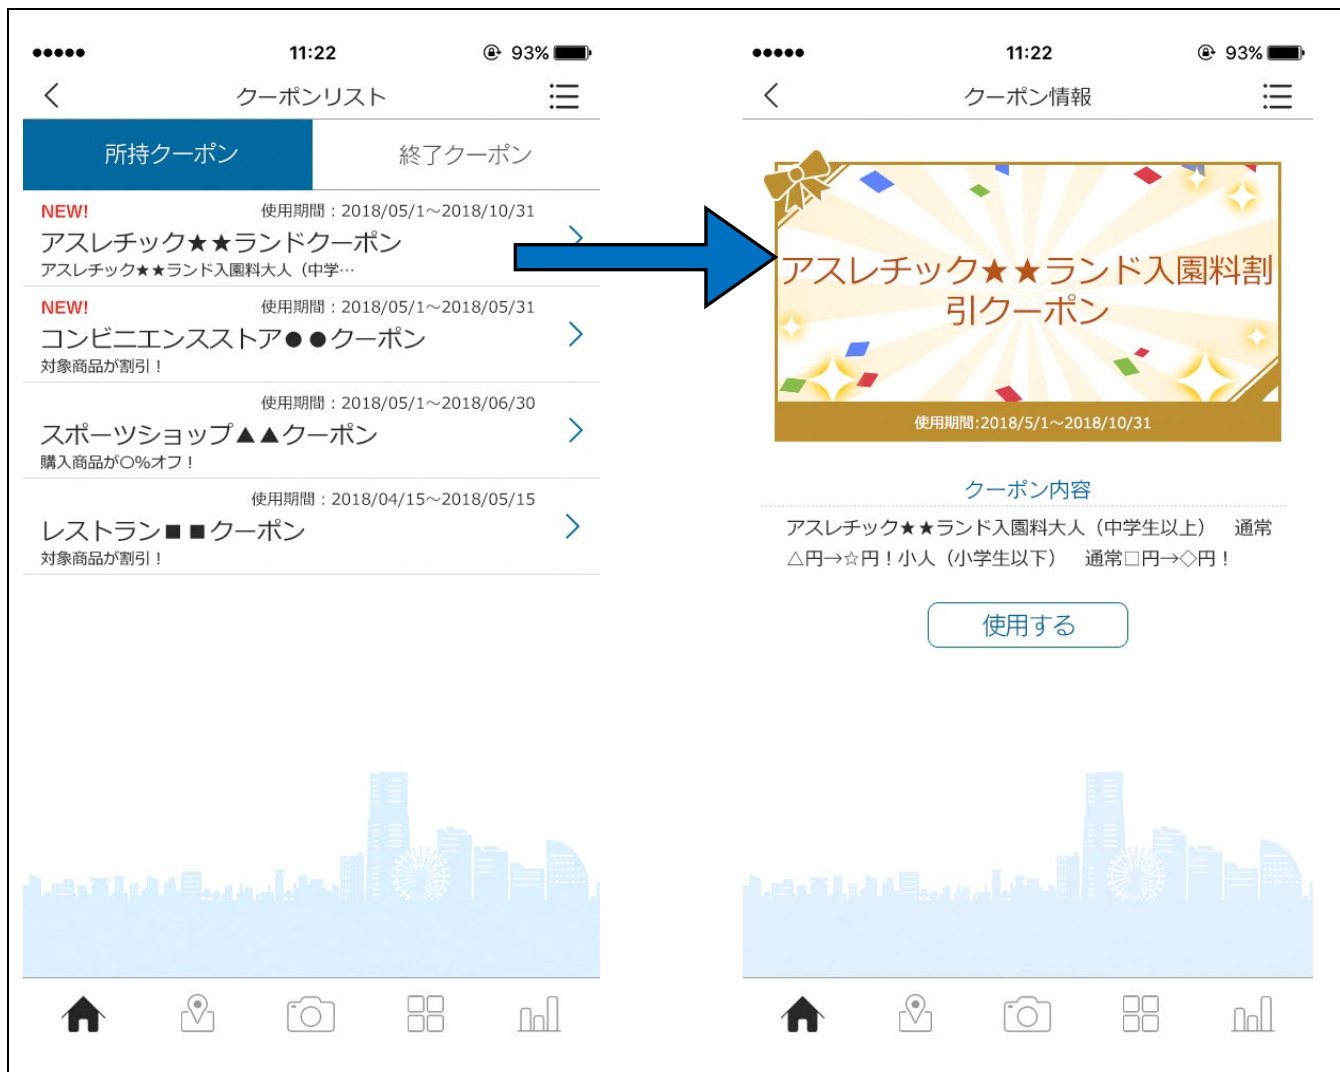 11:22
93%
クーポンリスト
所持クーポン
終了クーポン
NEW!
使用期間：2018/05/1～2018/10/31
アスレチック★★ランドクーポン
アスレチック★★ランド入園料大人（中学…
NEW!
使用期間：2018/05/1～2018/05/31
コンビニエンスストア●●クーポン
対象商品が割引！
使用期間：2018/05/1～2018/06/30
スポーツショップ▲▲クーポン
購入商品が〇%オフ！
使用期間：2018/04/15～2018/05/15
レストラン■■クーポン
対象商品が割引！
11:22
93%
クーポン情報
アスレチック★★ランド入園料割
引クーポン
使用期間:2018/5/1～2018/10/31
クーポン内容
アスレチック★★ランド入園料大人（中学生以上）　通常
△円→☆円！小人（小学生以下）　通常□円→◇円！
使用する